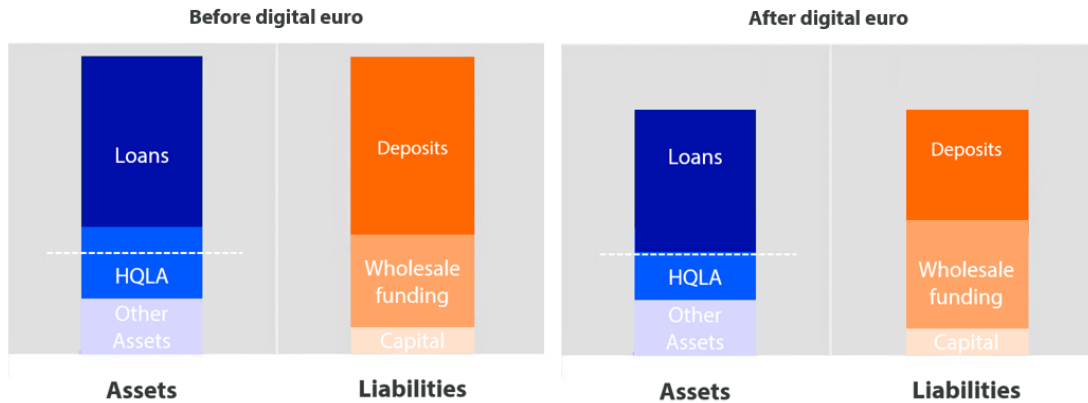 Before digital euro
Loans
HQLA
Other
Assets
Deposits
Wholesale
funding
Capital
Assets
Liabilities
After digital euro
Loans
HQLA
Other
Assets
Deposits
Wholesale
funding
Capital
Assets
Liabilities